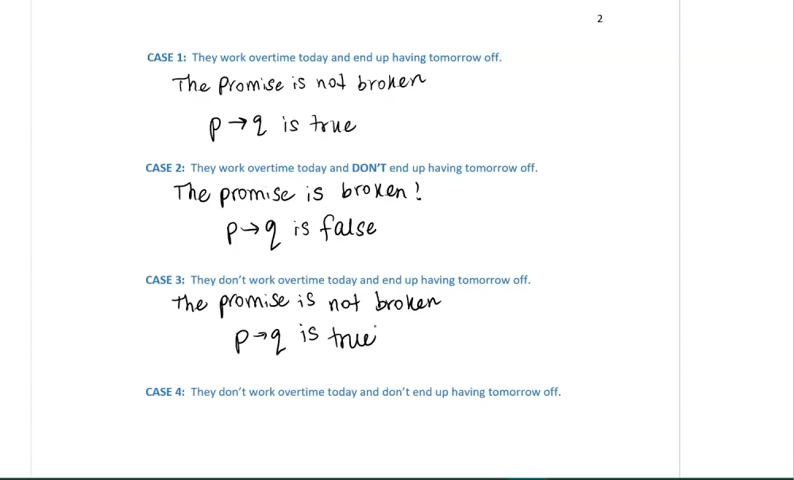 2
CASE 1: They work overtime today and end up having tomorrow off.
The promise is not broken
p→q is true
CASE 2: They work overtime today and DON'T end up having tomorrow off.
The promise is broken!
p→q is false
CASE 3: They don't work overtime today and end up having tomorrow off.
The promise is not broken
p→q is true
CASE 4: They don't work overtime today and don't end up having tomorrow off.